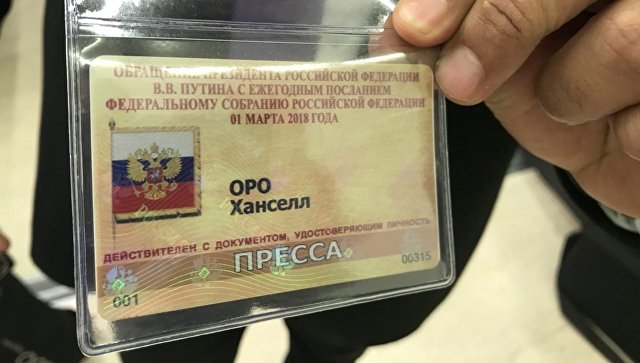 ОБРАЩЕНИЕ ПРЕЗИДЕНТА РОССИЙСКОЙ ФЕДЕРАЦИИ
В.В. ПУТИНА С ЕЖЕГОДНЫМ ПОСЛАНИЕМ
ФЕДЕРАЛЬНОМУ СОБРАНИЮ РОССИЙСКОЙ ФЕДЕРАЦИИ
01 МАРТА 2018 ГОДА
ОРО
Ханселл
ДЕЙСТВИТЕЛЕН С ДОКУМЕНТОМ, УДОСТОВЕРЯЮЩИМ ЛИЧНОСТЬ
ПРЕССА
001
00315